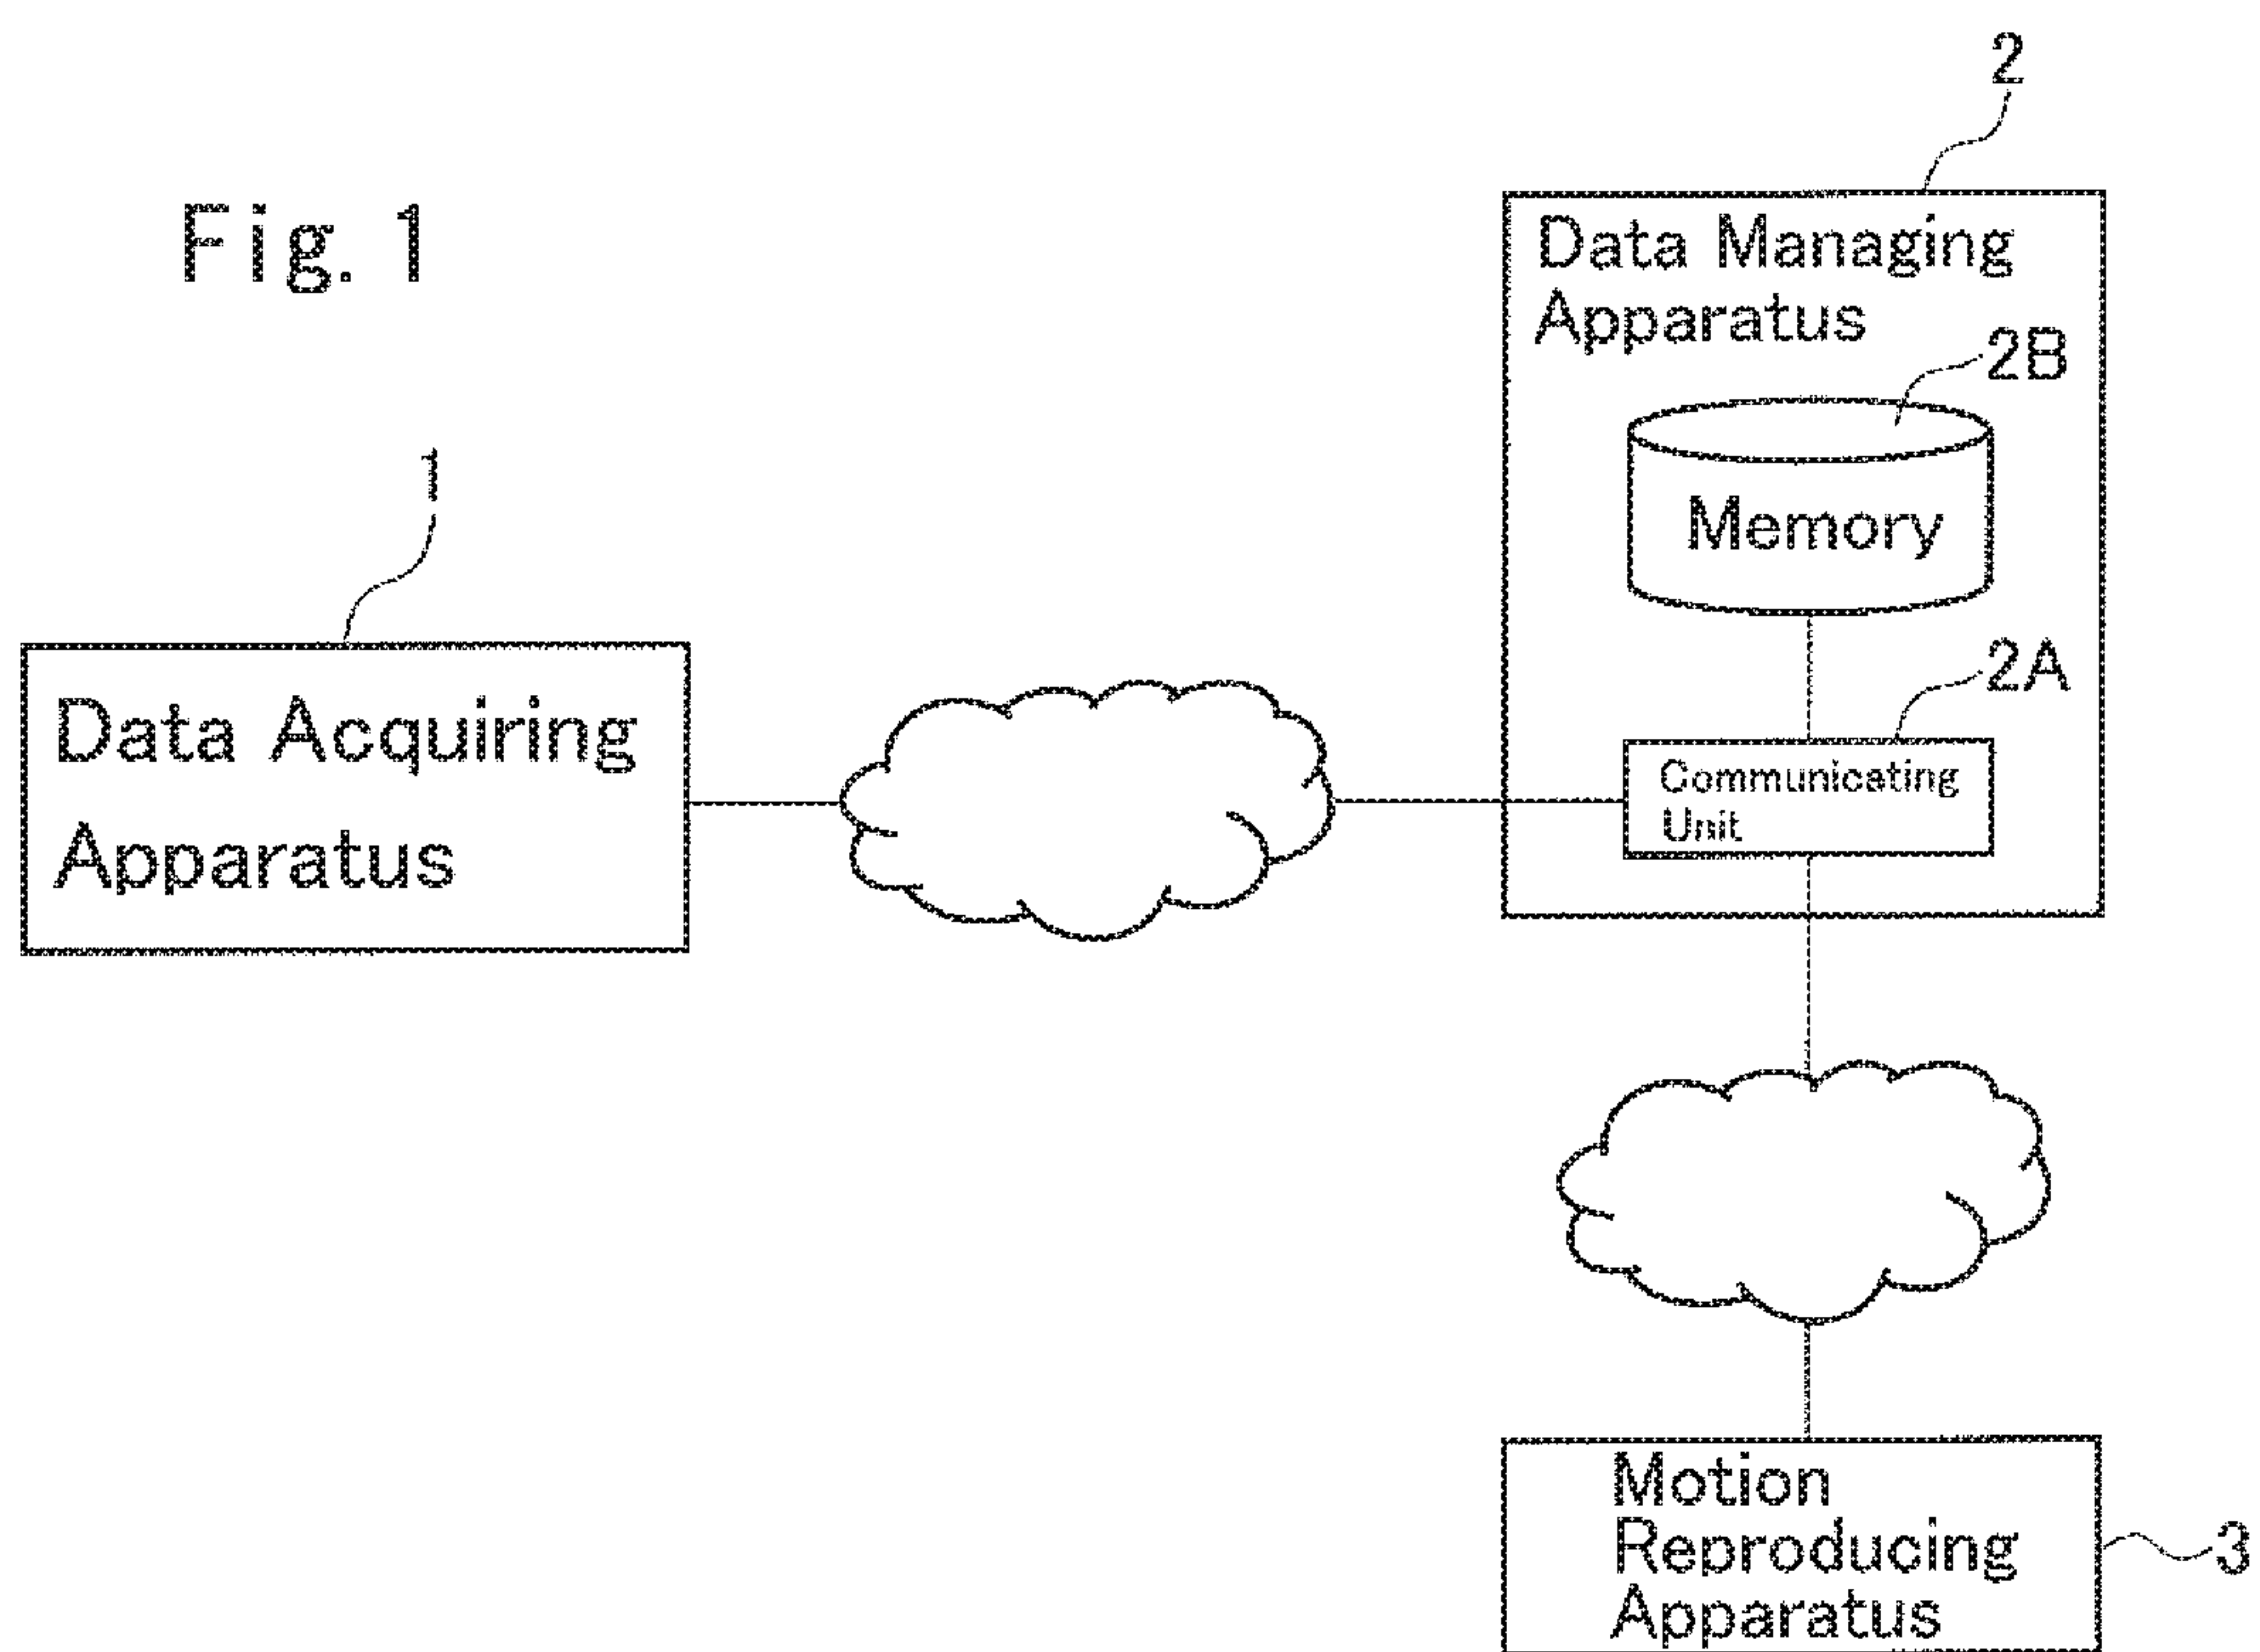 Fig. 1
2
Data Managing
Apparatus
2B
Memory
1
2A
Data Acquiring
Apparatus
Communicating
Unit
Motion
Reproducing
Apparatus
3